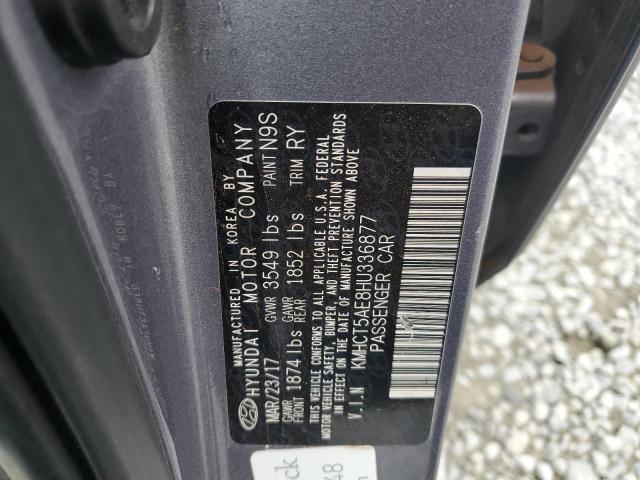 MANUFACTURED IN KOREA BY
HYUNDAI MOTOR COMPANY
MAR/23/17 GVWR 3549 lbs PAINT N9S
GAWR FRONT 1874 lbs GAWR REAR 1852 lbs TRIM RY
THIS VEHICLE CONFORMS TO ALL APPLICABLE U.S.A. FEDERAL
MOTOR VEHICLE SAFETY, BUMPER, AND THEFT PREVENTION STANDARDS
IN EFFECT ON THE DATE OF MANUFACTURE SHOWN ABOVE
V.I.N KMHCT5AE8HU336877
PASSENGER CAR
ck
48